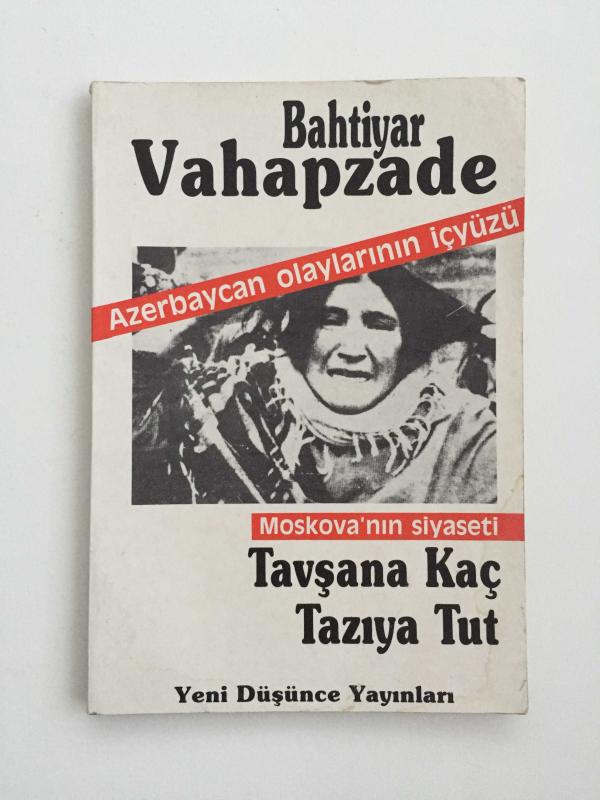 Bahtiyar
Vahapzade
Azerbaycan olaylarının içyüzü
Moskova'nın siyaseti
Tavşana Kaç
Tazıya Tut
Yeni Düşünce Yayınları